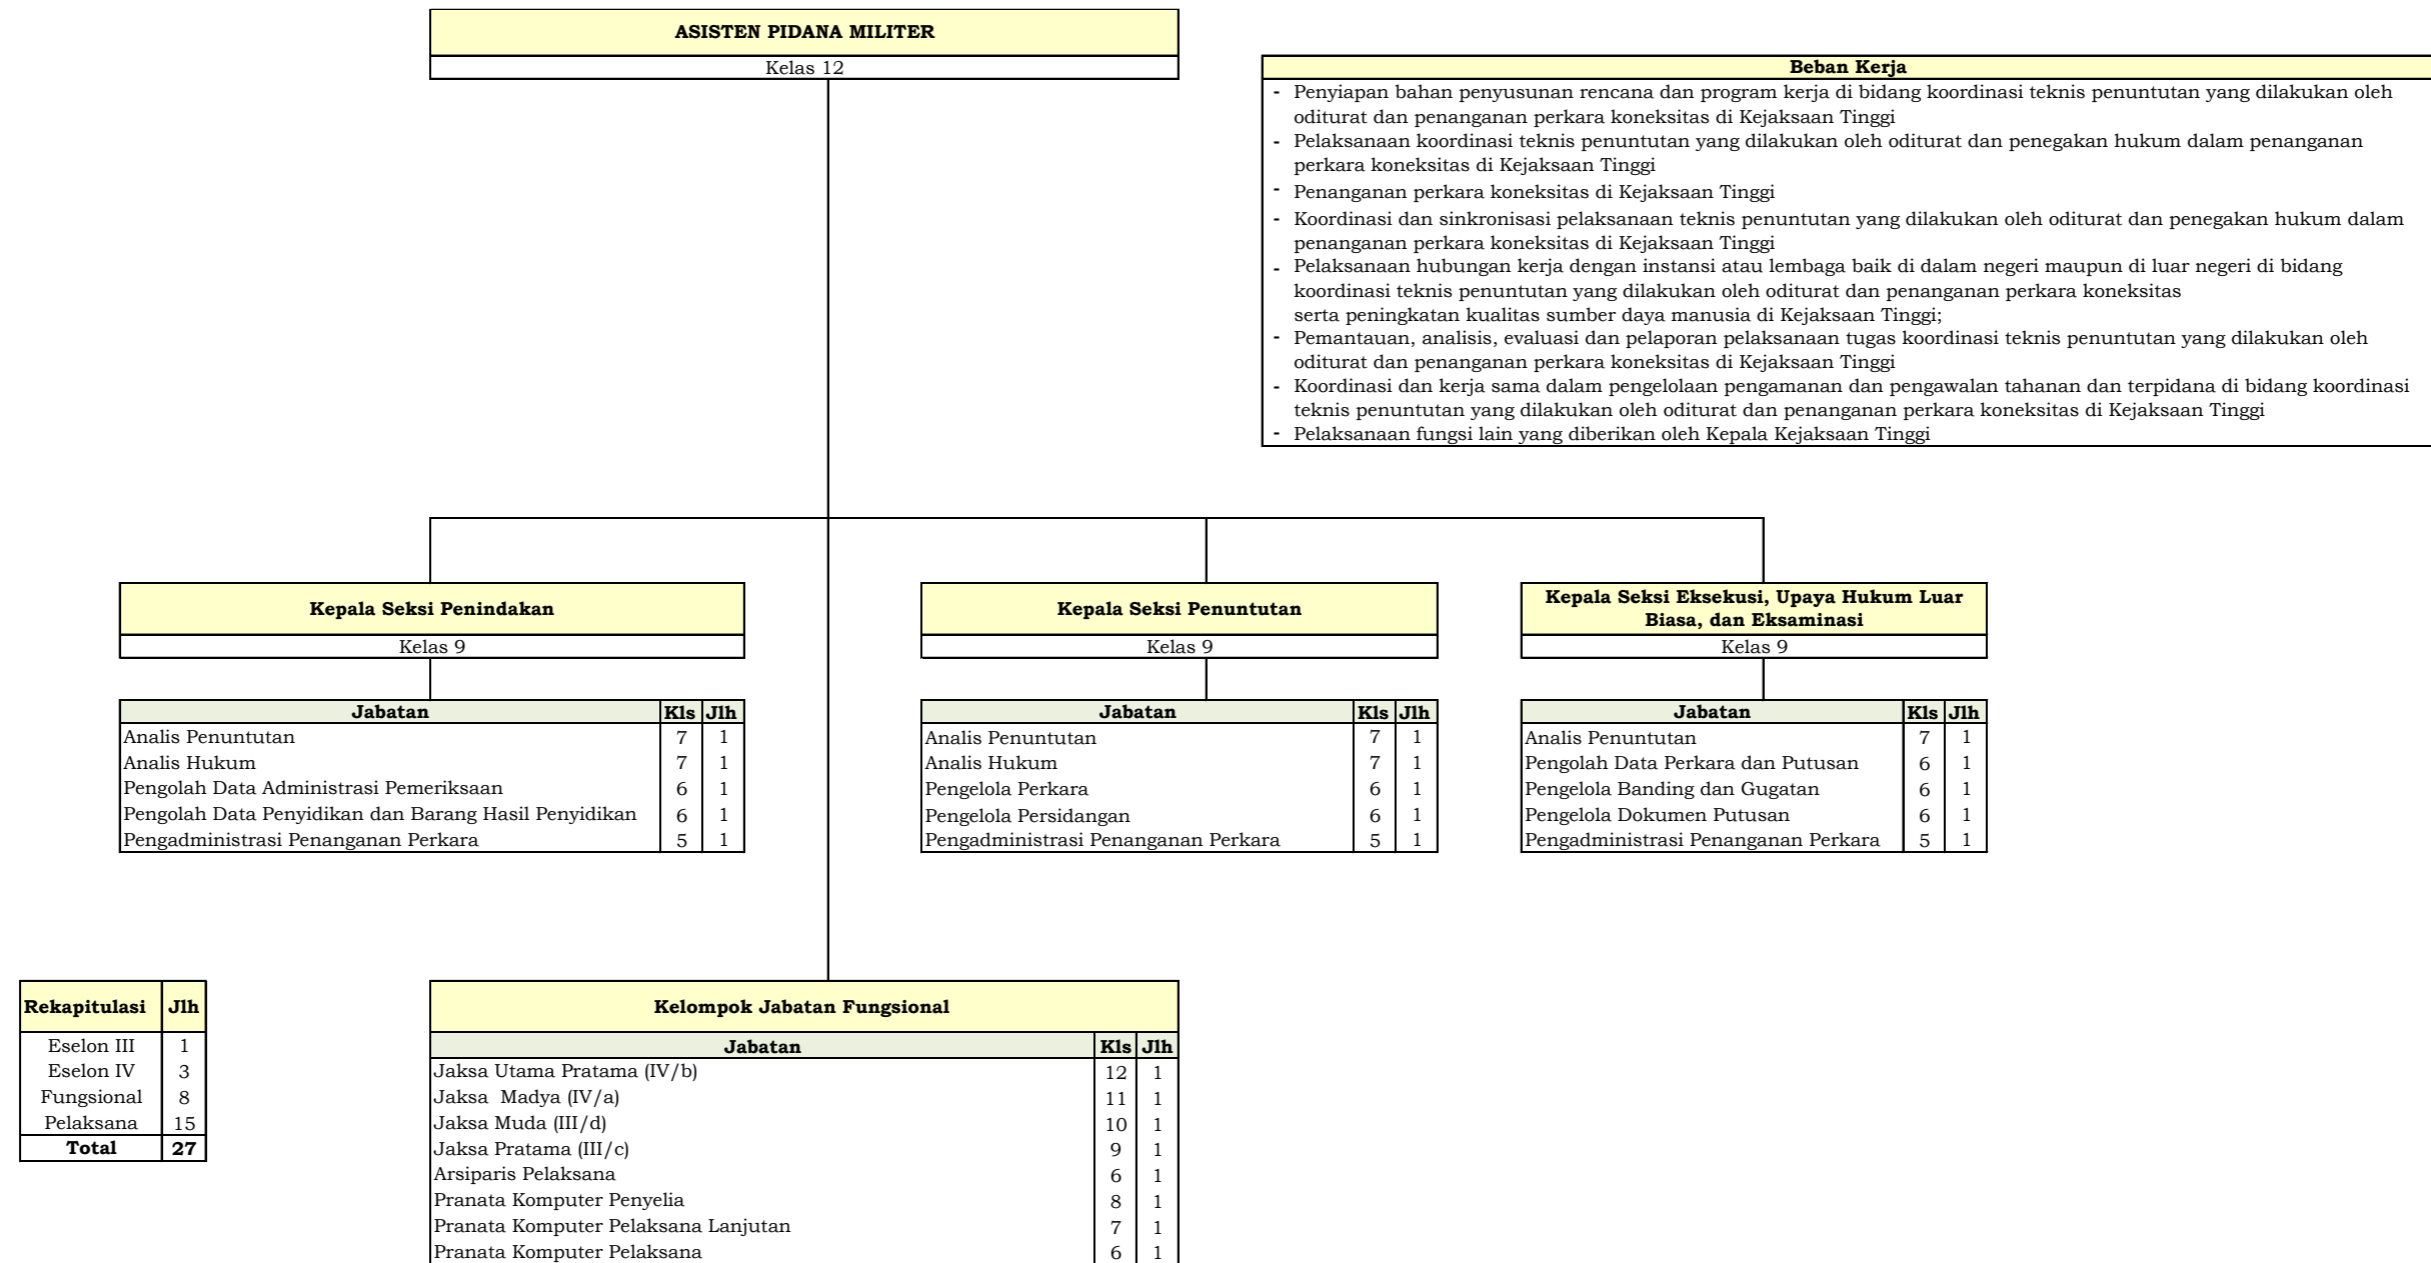 ASISTEN PIDANA MILITER
Kelas 12
Beban Kerja
- Penyiapan bahan penyusunan rencana dan program kerja di bidang koordinasi teknis penuntutan yang dilakukan oleh
oditurat dan penanganan perkara koneksitas di Kejaksaan Tinggi
- Pelaksanaan koordinasi teknis penuntutan yang dilakukan oleh oditurat dan penegakan hukum dalam penanganan
perkara koneksitas di Kejaksaan Tinggi
- Penanganan perkara koneksitas di Kejaksaan Tinggi
- Koordinasi dan sinkronisasi pelaksanaan teknis penuntutan yang dilakukan oleh oditurat dan penegakan hukum dalam
penanganan perkara koneksitas di Kejaksaan Tinggi
- Pelaksanaan hubungan kerja dengan instansi atau lembaga baik di dalam negeri maupun di luar negeri di bidang
koordinasi teknis penuntutan yang dilakukan oleh oditurat dan penanganan perkara koneksitas
serta peningkatan kualitas sumber daya manusia di Kejaksaan Tinggi;
- Pemantauan, analisis, evaluasi dan pelaporan pelaksanaan tugas koordinasi teknis penuntutan yang dilakukan oleh
oditurat dan penanganan perkara koneksitas di Kejaksaan Tinggi
- Koordinasi dan kerja sama dalam pengelolaan pengamanan dan pengawalan tahanan dan terpidana di bidang koordinasi
teknis penuntutan yang dilakukan oleh oditurat dan penanganan perkara koneksitas di Kejaksaan Tinggi
- Pelaksanaan fungsi lain yang diberikan oleh Kepala Kejaksaan Tinggi
Kepala Seksi Penindakan
Kelas 9
Jabatan Kls Jlh
Analis Penuntutan 7 1
Analis Hukum 7 1
Pengolah Data Administrasi Pemeriksaan 6 1
Pengolah Data Penyidikan dan Barang Hasil Penyidikan 6 1
Pengadministrasi Penanganan Perkara 5 1
Kepala Seksi Penuntutan
Kelas 9
Jabatan Kls Jlh
Analis Penuntutan 7 1
Analis Hukum 7 1
Pengelola Perkara 6 1
Pengelola Persidangan 6 1
Pengadministrasi Penanganan Perkara 5 1
Kepala Seksi Eksekusi, Upaya Hukum Luar
Biasa, dan Eksaminasi
Kelas 9
Jabatan Kls Jlh
Analis Penuntutan 7 1
Pengolah Data Perkara dan Putusan 6 1
Pengelola Banding dan Gugatan 6 1
Pengelola Dokumen Putusan 6 1
Pengadministrasi Penanganan Perkara 5 1
Rekapitulasi Jlh
Eselon III 1
Eselon IV 3
Fungsional 8
Pelaksana 15
Total 27
Kelompok Jabatan Fungsional
Jabatan Kls Jlh
Jaksa Utama Pratama (IV/b) 12 1
Jaksa  Madya (IV/a) 11 1
Jaksa Muda (III/d) 10 1
Jaksa Pratama (III/c) 9 1
Arsiparis Pelaksana 6 1
Pranata Komputer Penyelia 8 1
Pranata Komputer Pelaksana Lanjutan 7 1
Pranata Komputer Pelaksana 6 1